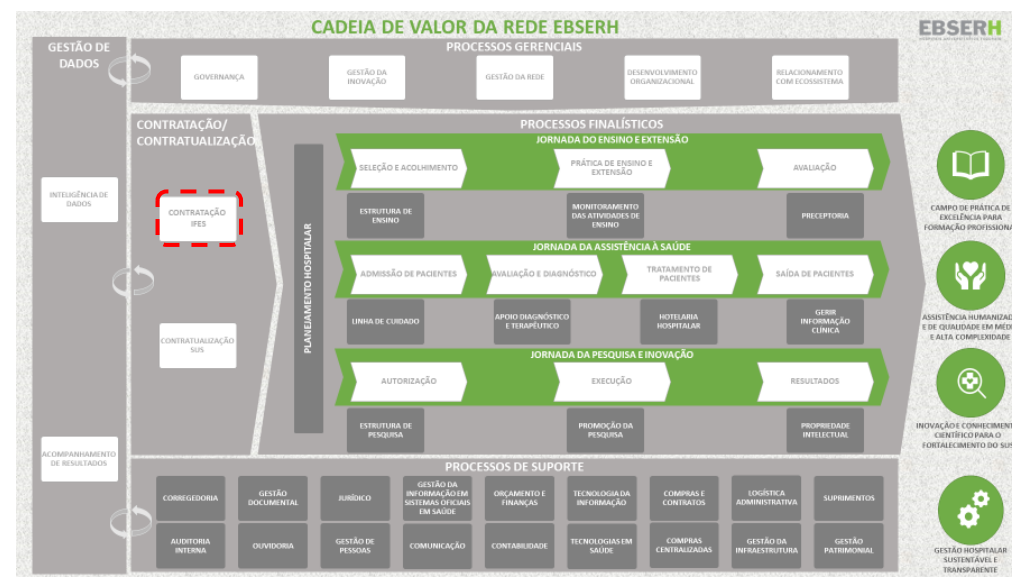 CADEIA DE VALOR DA REDE EBSERH
EBSERH
GESTÃO DE
DADOS
INTELIGÊNCIA DE
DADOS
ACOMPANHAMENTO
DE RESULTADOS
PROCESSOS GERENCIAIS
GOVERNANÇA
GESTÃO DA
INOVAÇÃO
GESTÃO DA REDE
DESENVOLVIMENTO
ORGANIZACIONAL
RELACIONAMENTO
COM ECOSSISTEMA
CONTRATAÇÃO/
CONTRATUALIZAÇÃO
CONTRATAÇÃO
IFES
CONTRATUALIZAÇÃO
SUS
PROCESSOS FINALÍSTICOS
PLANEJAMENTO HOSPITALAR
JORNADA DO ENSINO E EXTENSÃO
SELEÇÃO E ACOLHIMENTO
PRÁTICA DE ENSINO E
EXTENSÃO
AVALIAÇÃO
ESTRUTURA DE
ENSINO
MONITORAMENTO
DAS ATIVIDADES DE
ENSINO
PRECEPTORIA
JORNADA DA ASSISTÊNCIA À SAÚDE
ADMISSÃO DE PACIENTES
AVALIAÇÃO E DIAGNÓSTICO
TRATAMENTO DE
PACIENTES
SAÍDA DE PACIENTES
LINHA DE CUIDADO
APOIO DIAGNÓSTICO
E TERAPÊUTICO
HOTELARIA
HOSPITALAR
GERIR
INFORMAÇÃO
CLÍNICA
JORNADA DA PESQUISA E INOVAÇÃO
AUTORIZAÇÃO
EXECUÇÃO
RESULTADOS
ESTRUTURA DE
PESQUISA
PROMOÇÃO DA
PESQUISA
PROPRIEDADE
INTELECTUAL
PROCESSOS DE SUPORTE
CORREGEDORIA
GESTÃO
DOCUMENTAL
JURÍDICO
GESTÃO DA
INFORMAÇÃO EM
SISTEMAS OFICIAIS
EM SAÚDE
ORÇAMENTO E
FINANÇAS
TECNOLOGIA DA
INFORMAÇÃO
COMPRAS E
CONTRATOS
LOGÍSTICA
ADMINISTRATIVA
SUPRIMENTOS
AUDITORIA
INTERNA
OUVIDORIA
GESTÃO DE
PESSOAS
COMUNICAÇÃO
CONTABILIDADE
TECNOLOGIAS EM
SAÚDE
COMPRAS
CENTRALIZADAS
GESTÃO DA
INFRAESTRUTURA
GESTÃO
PATRIMONIAL
CAMPO DE PRÁTICA DE
EXCELÊNCIA PARA
FORMAÇÃO PROFISSIONA
ASSISTÊNCIA HUMANIZAD
E DE QUALIDADE EM MÉDI
E ALTA COMPLEXIDADE
INOVAÇÃO E CONHECIMENT
CIENTÍFICO PARA O
FORTALECIMENTO DO SUS
GESTÃO HOSPITALAR
SUSTENTÁVEL E
TRANSPARENTE